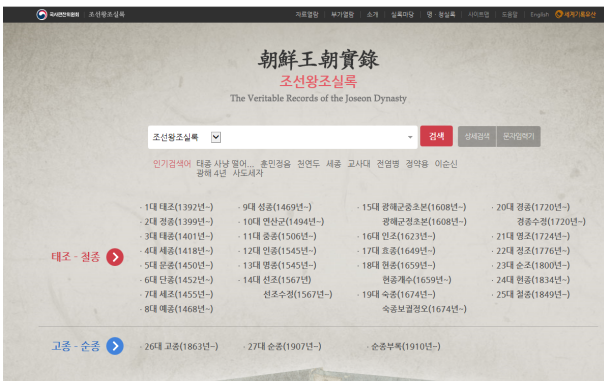 국사편찬위원회 조선왕조실록 자료열람 부가열람 소개 실록마당 명·청실록 사이트맵 도움말 English 세계기록유산
朝鮮王朝實錄
조선왕조실록
The Veritable Records of the Joseon Dynasty
조선왕조실록 검색 상세검색 문자입력기
인기검색어 태종 사냥 떨어... 훈민정음 천연두 세종 교사대 전염병 정약용 이순신
광해 4년 사도세자
· 1대 태조(1392년~) · 9대 성종(1469년~) · 15대 광해군중초본(1608년~) · 20대 경종(1720년~)
· 2대 정종(1399년~) · 10대 연산군(1494년~) 광해군정초본(1608년~) 경종수정(1720년~)
· 3대 태종(1401년~) · 11대 중종(1506년~) · 16대 인조(1623년~) · 21대 영조(1724년~)
· 4대 세종(1418년~) · 12대 인종(1545년~) · 17대 효종(1649년~) · 22대 정조(1776년~)
태조 - 철종 · 5대 문종(1450년~) · 13대 명종(1545년~) · 18대 현종(1659년~) · 23대 순조(1800년~)
· 6대 단종(1452년~) · 14대 선조(1567년) 현종개수(1659년~) · 24대 헌종(1834년~)
· 7대 세조(1455년~) 선조수정(1567년~) · 19대 숙종(1674년~) · 25대 철종(1849년~)
· 8대 예종(1468년~) 숙종보궐정오(1674년~)
고종 - 순종 · 26대 고종(1863년~) · 27대 순종(1907년~) · 순종부록(1910년~)